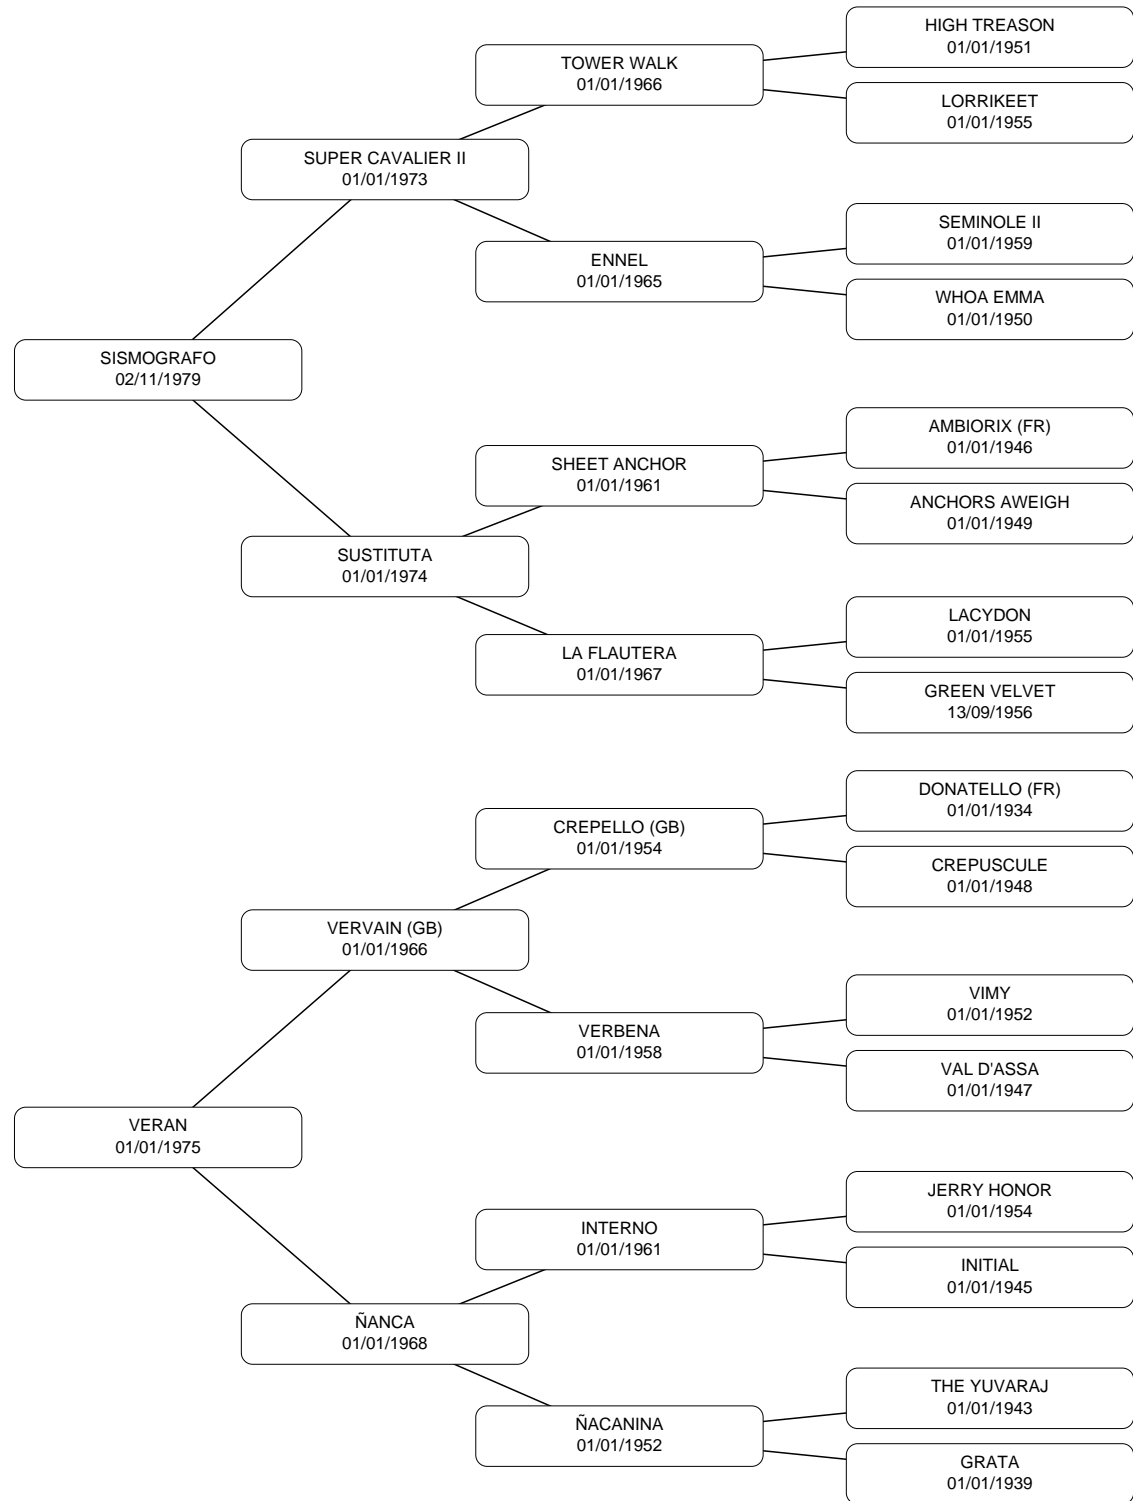 HIGH TREASON
01/01/1951
TOWER WALK
01/01/1966
LORRIKEET
01/01/1955
SUPER CAVALIER II
01/01/1973
SEMINOLE II
01/01/1959
ENNEL
01/01/1965
WHOA EMMA
01/01/1950
SISMOGRAFO
02/11/1979
AMBIORIX (FR)
01/01/1946
SHEET ANCHOR
01/01/1961
ANCHORS AWEIGH
01/01/1949
SUSTITUTA
01/01/1974
LACYDON
01/01/1955
LA FLAUTERA
01/01/1967
GREEN VELVET
13/09/1956
DONATELLO (FR)
01/01/1934
CREPELLO (GB)
01/01/1954
CREPUSCULE
01/01/1948
VERVAIN (GB)
01/01/1966
VIMY
01/01/1952
VERBENA
01/01/1958
VAL D'ASSA
01/01/1947
VERAN
01/01/1975
JERRY HONOR
01/01/1954
INTERNO
01/01/1961
INITIAL
01/01/1945
ÑANCA
01/01/1968
THE YUVARAJ
01/01/1943
ÑACANINA
01/01/1952
GRATA
01/01/1939